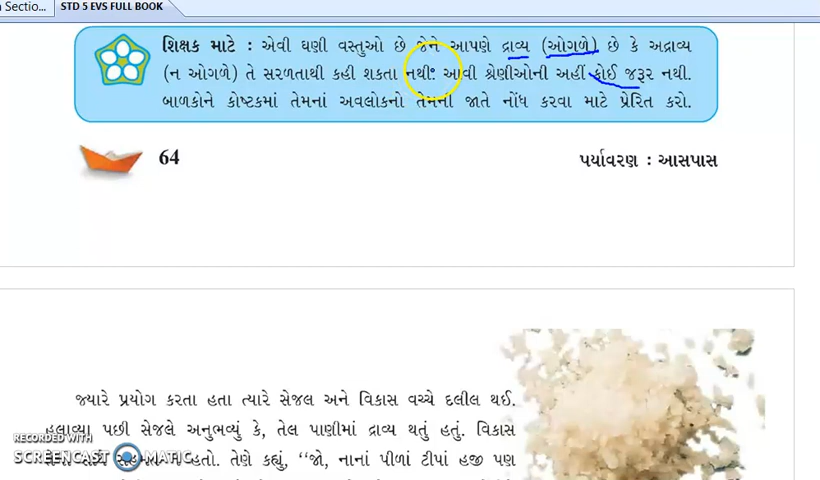 n Sectio...
STD 5 EVS FULL BOOK
શિક્ષક માટે : એવી ઘણી વસ્તુઓ છે જેને આપણે દ્રાવ્ય (ઓગળે) છે કે અદ્રાવ્ય
(ન ઓગળે) તે સરળતાથી કહી શકતા નથી. આવી શ્રેણીઓની અહીં કોઈ જરૂર નથી.
બાળકોને કોષ્ટકમાં તેમનાં અવલોકનો તેમની જાતે નોંધ કરવા માટે પ્રેરિત કરો.
64
પર્યાવરણ : આસપાસ
જ્યારે પ્રયોગ કરતા હતા ત્યારે સેજલ અને વિકાસ વચ્ચે દલીલ થઈ.
હલાવ્યા પછી સેજલે અનુભવ્યું કે, તેલ પાણીમાં દ્રાવ્ય થતું હતું. વિકાસ
હતો. તેણે કહ્યું, ‘‘જો, નાનાં પીળાં ટીપાં હજી પણ
RECORDED WITH
SCREENCAST MATIC